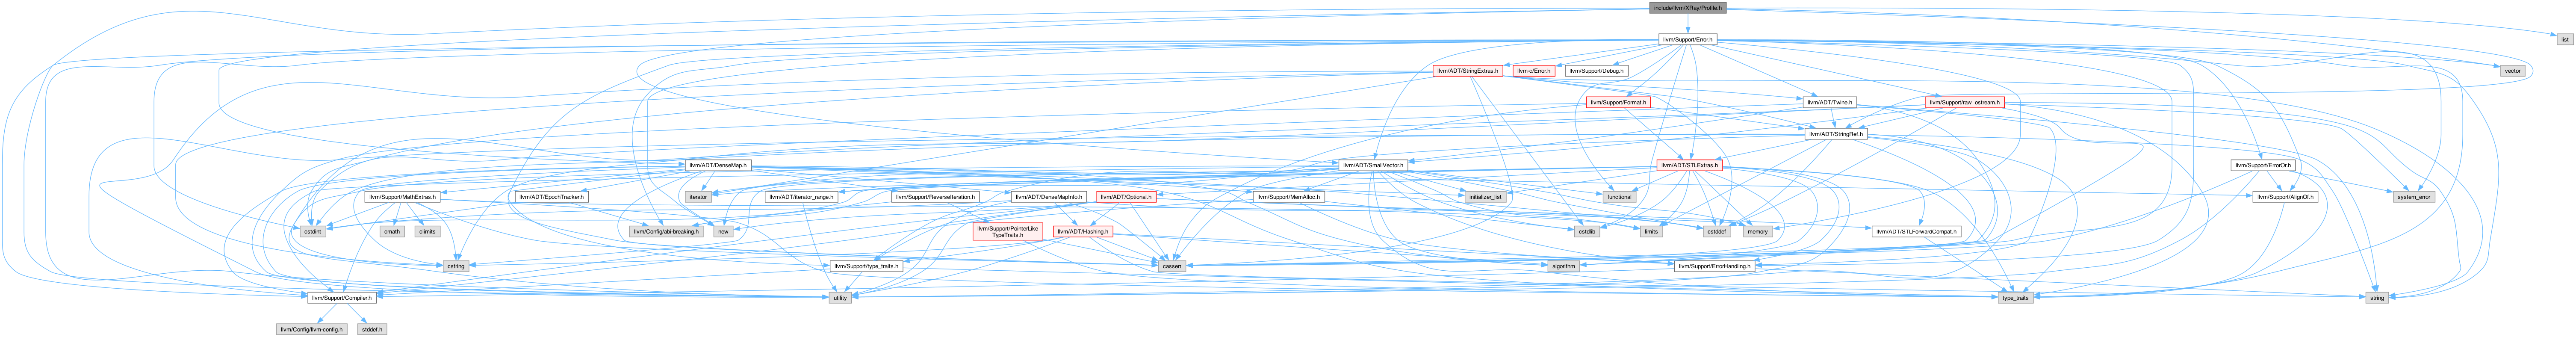 include/llvm/XRay/Profile.h
llvm/Support/Error.h
list
llvm/ADT/StringExtras.h
llvm-c/Error.h
llvm/Support/Debug.h
vector
llvm/Support/Format.h
llvm/ADT/Twine.h
llvm/Support/raw_ostream.h
llvm/ADT/StringRef.h
llvm/ADT/DenseMap.h
llvm/ADT/SmallVector.h
llvm/ADT/STLExtras.h
llvm/Support/ErrorOr.h
llvm/Support/MathExtras.h
llvm/ADT/EpochTracker.h
iterator
llvm/ADT/iterator_range.h
llvm/Support/ReverseIteration.h
llvm/ADT/DenseMapInfo.h
llvm/ADT/Optional.h
llvm/Support/MemAlloc.h
initializer_list
functional
llvm/Support/AlignOf.h
system_error
cstdint
cmath
climits
llvm/Config/abi-breaking.h
new
llvm/Support/PointerLike
TypeTraits.h
llvm/ADT/Hashing.h
cstdlib
limits
cstddef
memory
llvm/ADT/STLForwardCompat.h
cstring
llvm/Support/type_traits.h
cassert
algorithm
llvm/Support/ErrorHandling.h
llvm/Support/Compiler.h
utility
type_traits
string
llvm/Config/llvm-config.h
stddef.h